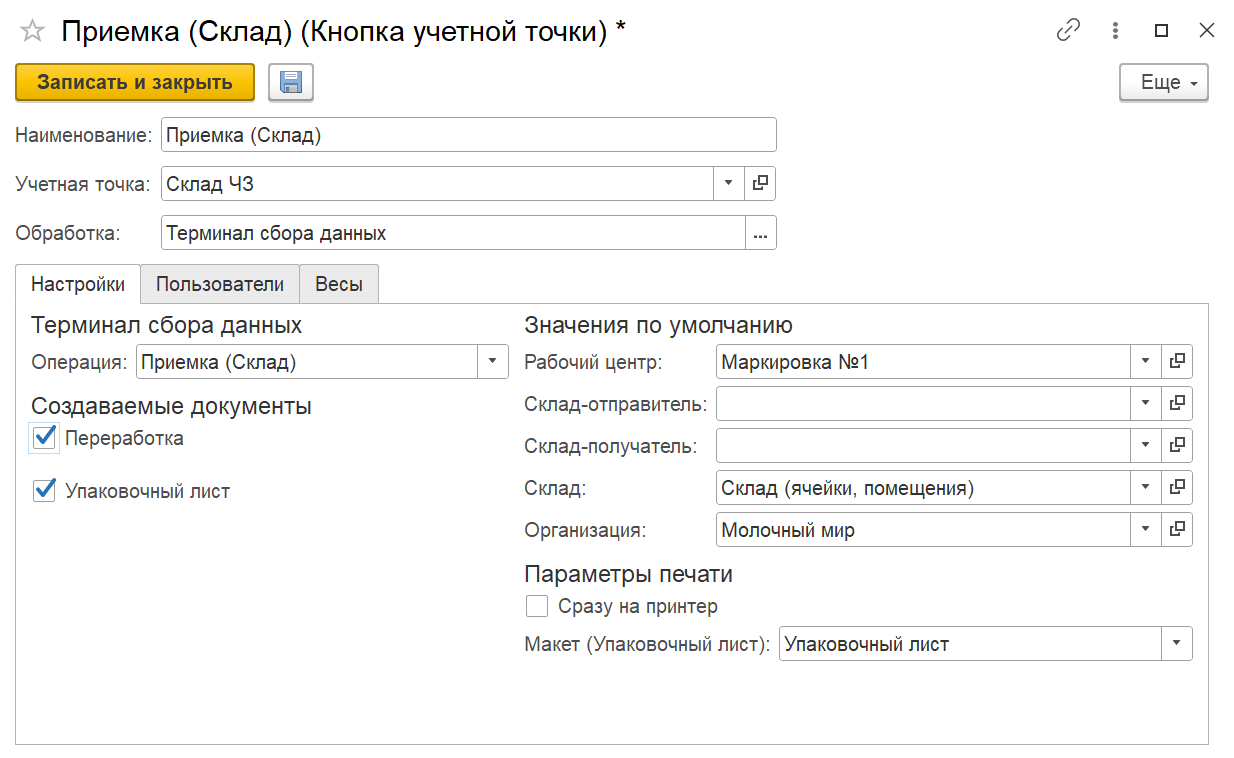 Приемка (Склад) (Кнопка учетной точки) *
Записать и закрыть
Еще
Наименование: Приемка (Склад)
Учетная точка: Склад ЧЗ
Обработка: Терминал сбора данных ...
Настройки Пользователи Весы
Терминал сбора данных
Операция: Приемка (Склад)
Создаваемые документы
Переработка
Упаковочный лист
Значения по умолчанию
Рабочий центр: Маркировка №1
Склад-отправитель:
Склад-получатель:
Склад: Склад (ячейки, помещения)
Организация: Молочный мир
Параметры печати
Сразу на принтер
Макет (Упаковочный лист): Упаковочный лист